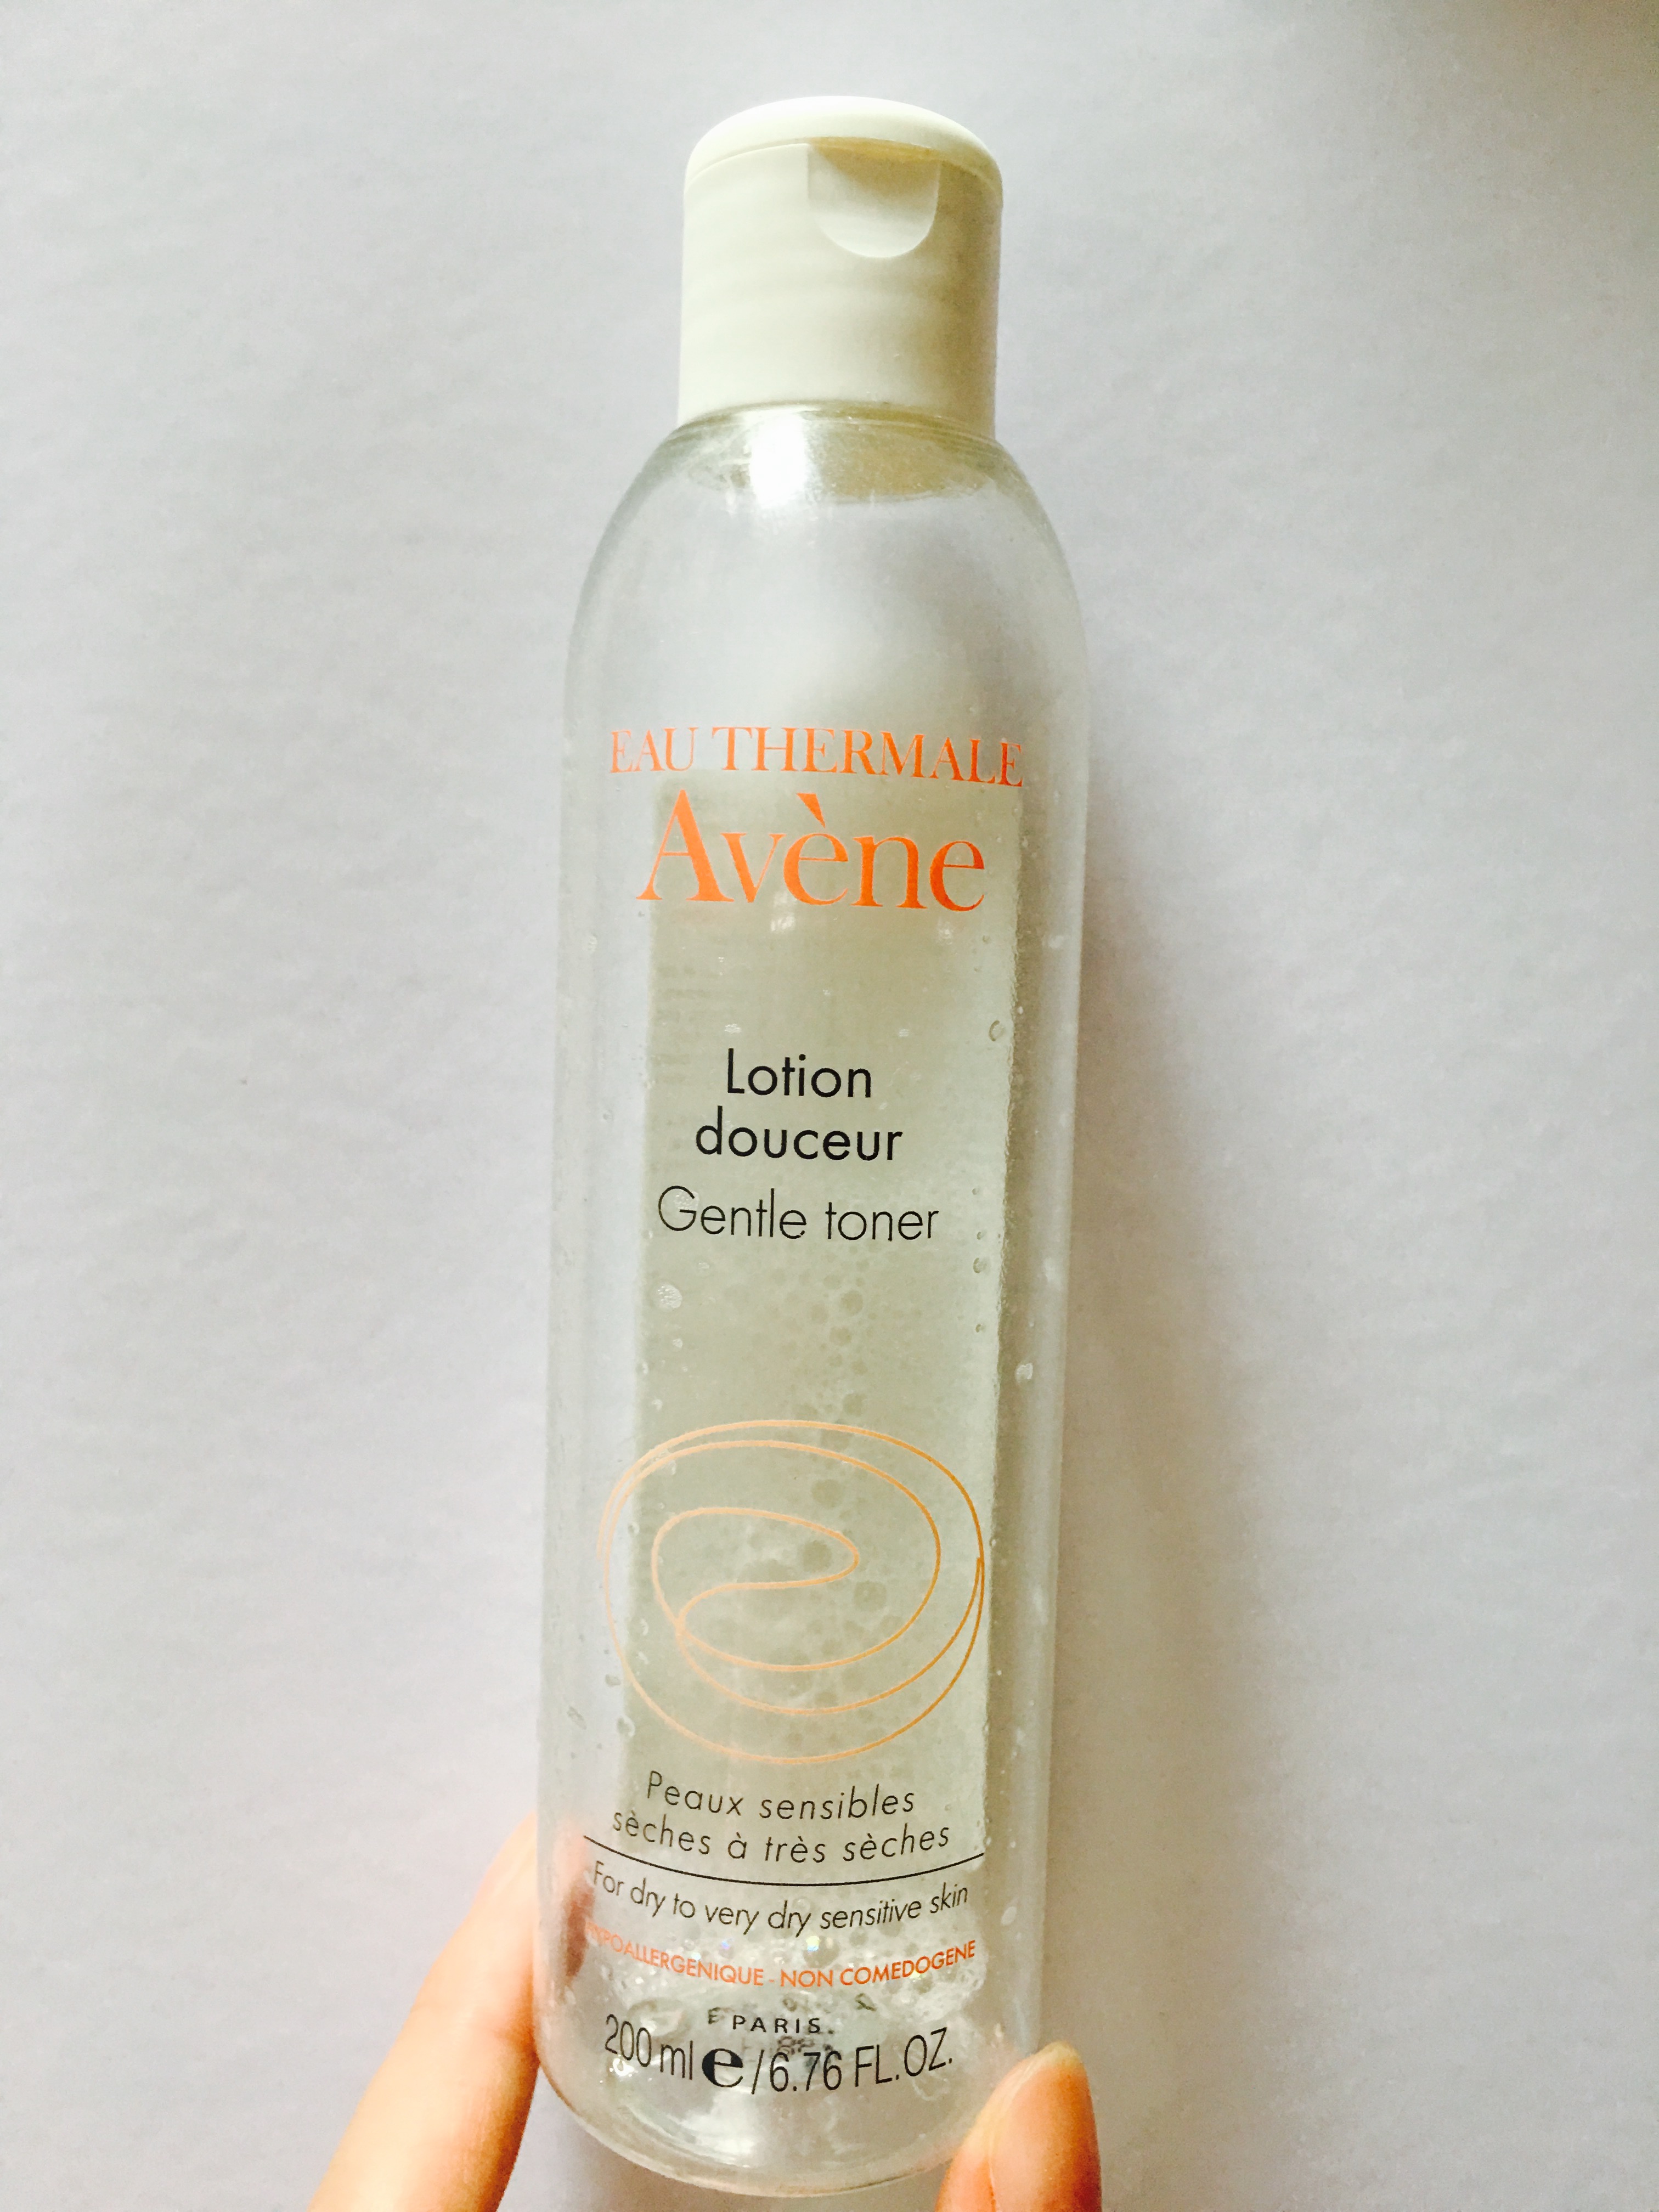 EAU THERMALE
Avène
Lotion
douceur
Gentle toner
Peaux sensibles
sèches à très sèches
For dry to very dry sensitive skin
HYPOALLERGENIQUE - NON COMEDOGENE
PARIS.
200 ml e / 6.76 FL.OZ.